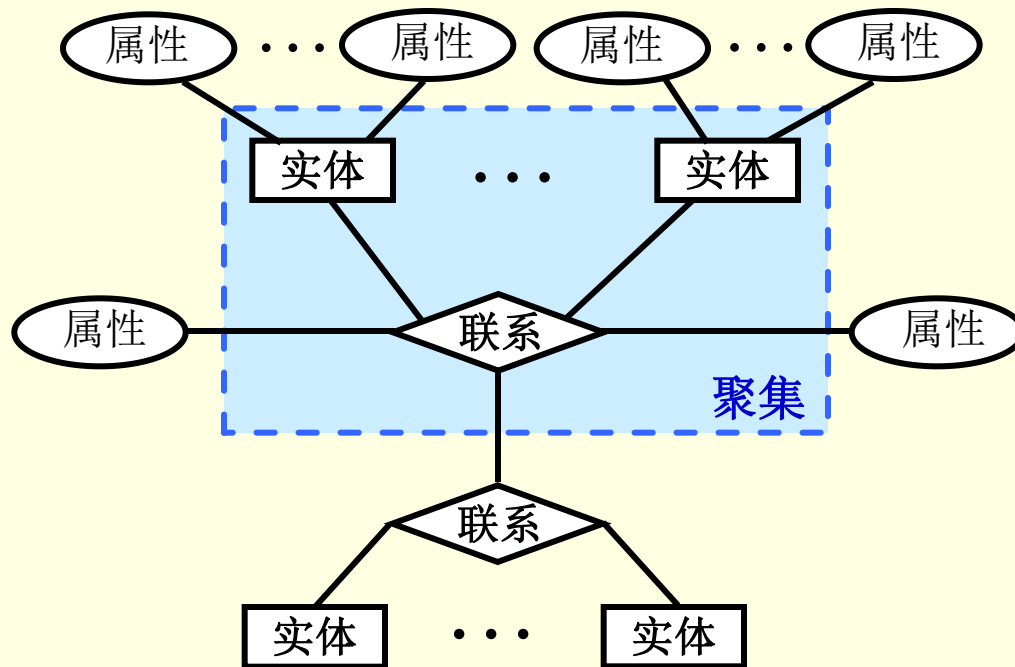 属性 ··· 属性 属性 ··· 属性
实体 ··· 实体
属性 联系 属性
聚集
联系
实体 ··· 实体